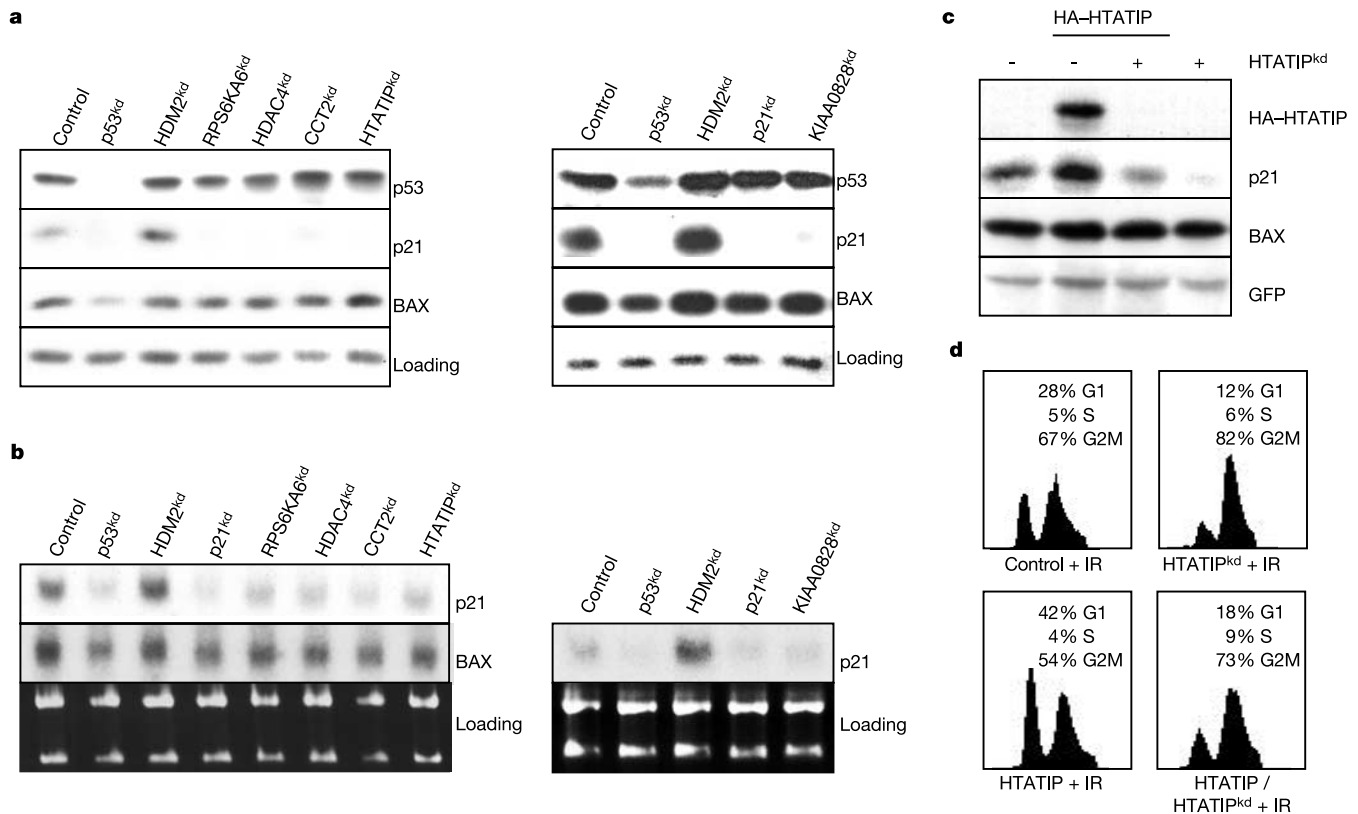 a
Control p53kd HDM2kd RPS6KA6kd HDAC4kd CCT2kd HTATIPkd
p53
p21
BAX
Loading
Control p53kd HDM2kd p21kd KIAA0828kd
p53
p21
BAX
Loading
b
Control p53kd HDM2kd p21kd RPS6KA6kd HDAC4kd CCT2kd HTATIPkd
p21
BAX
Loading
Control p53kd HDM2kd p21kd KIAA0828kd
p21
Loading
c
HA–HTATIP
- - + + HTATIPkd
HA–HTATIP
p21
BAX
GFP
d
28% G1
5% S
67% G2M
Control + IR
12% G1
6% S
82% G2M
HTATIPkd + IR
42% G1
4% S
54% G2M
HTATIP + IR
18% G1
9% S
73% G2M
HTATIP /
HTATIPkd + IR